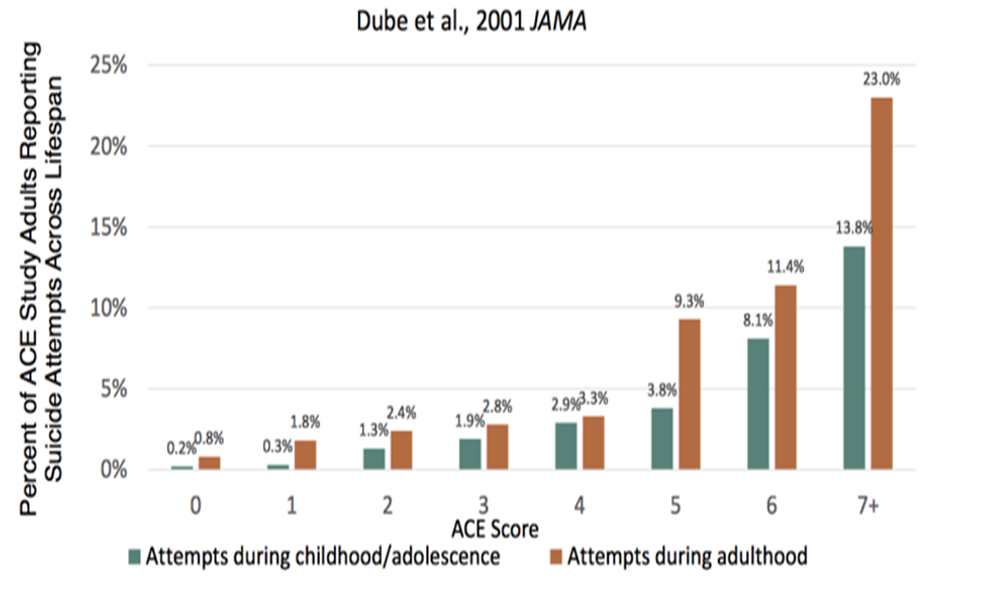 Dube et al., 2001 JAMA
Percent of ACE Study Adults Reporting
Suicide Attempts Across Lifespan
25%
20%
15%
10%
5%
0%
0.2% 0.8%
0.3% 1.8%
1.3% 2.4%
1.9% 2.8%
2.9% 3.3%
3.8% 9.3%
8.1% 11.4%
13.8% 23.0%
0 1 2 3 4 5 6 7+
ACE Score
Attempts during childhood/adolescence Attempts during adulthood